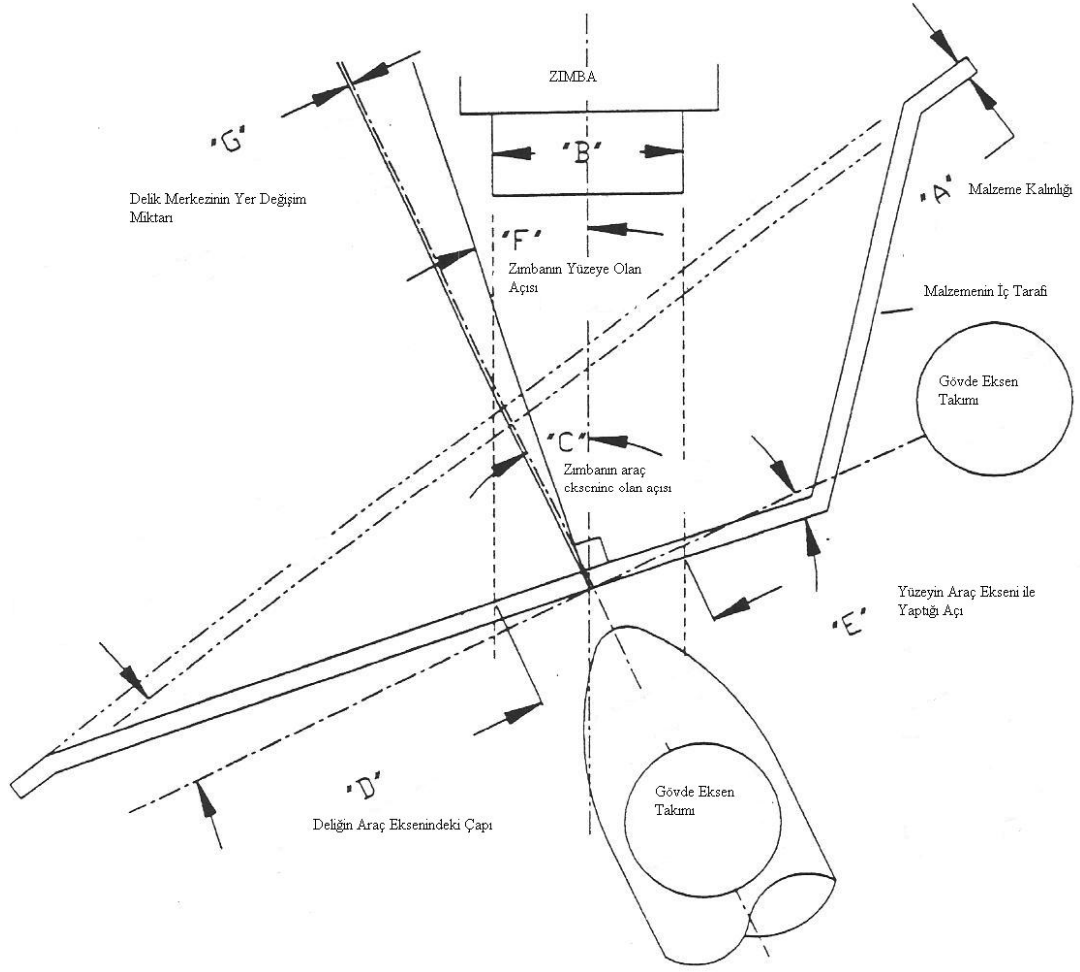 ZIMBA
"G"
"B"
Delik Merkezinin Yer Değişim
Miktarı
"A"
Malzeme Kalınlığı
"F"
Zımbanın Yüzeye Olan
Açısı
Malzemenin İç Tarafi
Gövde Eksen
Takımı
"C"
Zımbanın araç
eksenine olan açısı
Yüzeyin Araç Ekseni ile
Yaptığı Açı
"E"
"D"
Deliğin Araç Eksenindeki Çapı
Gövde Eksen
Takımı